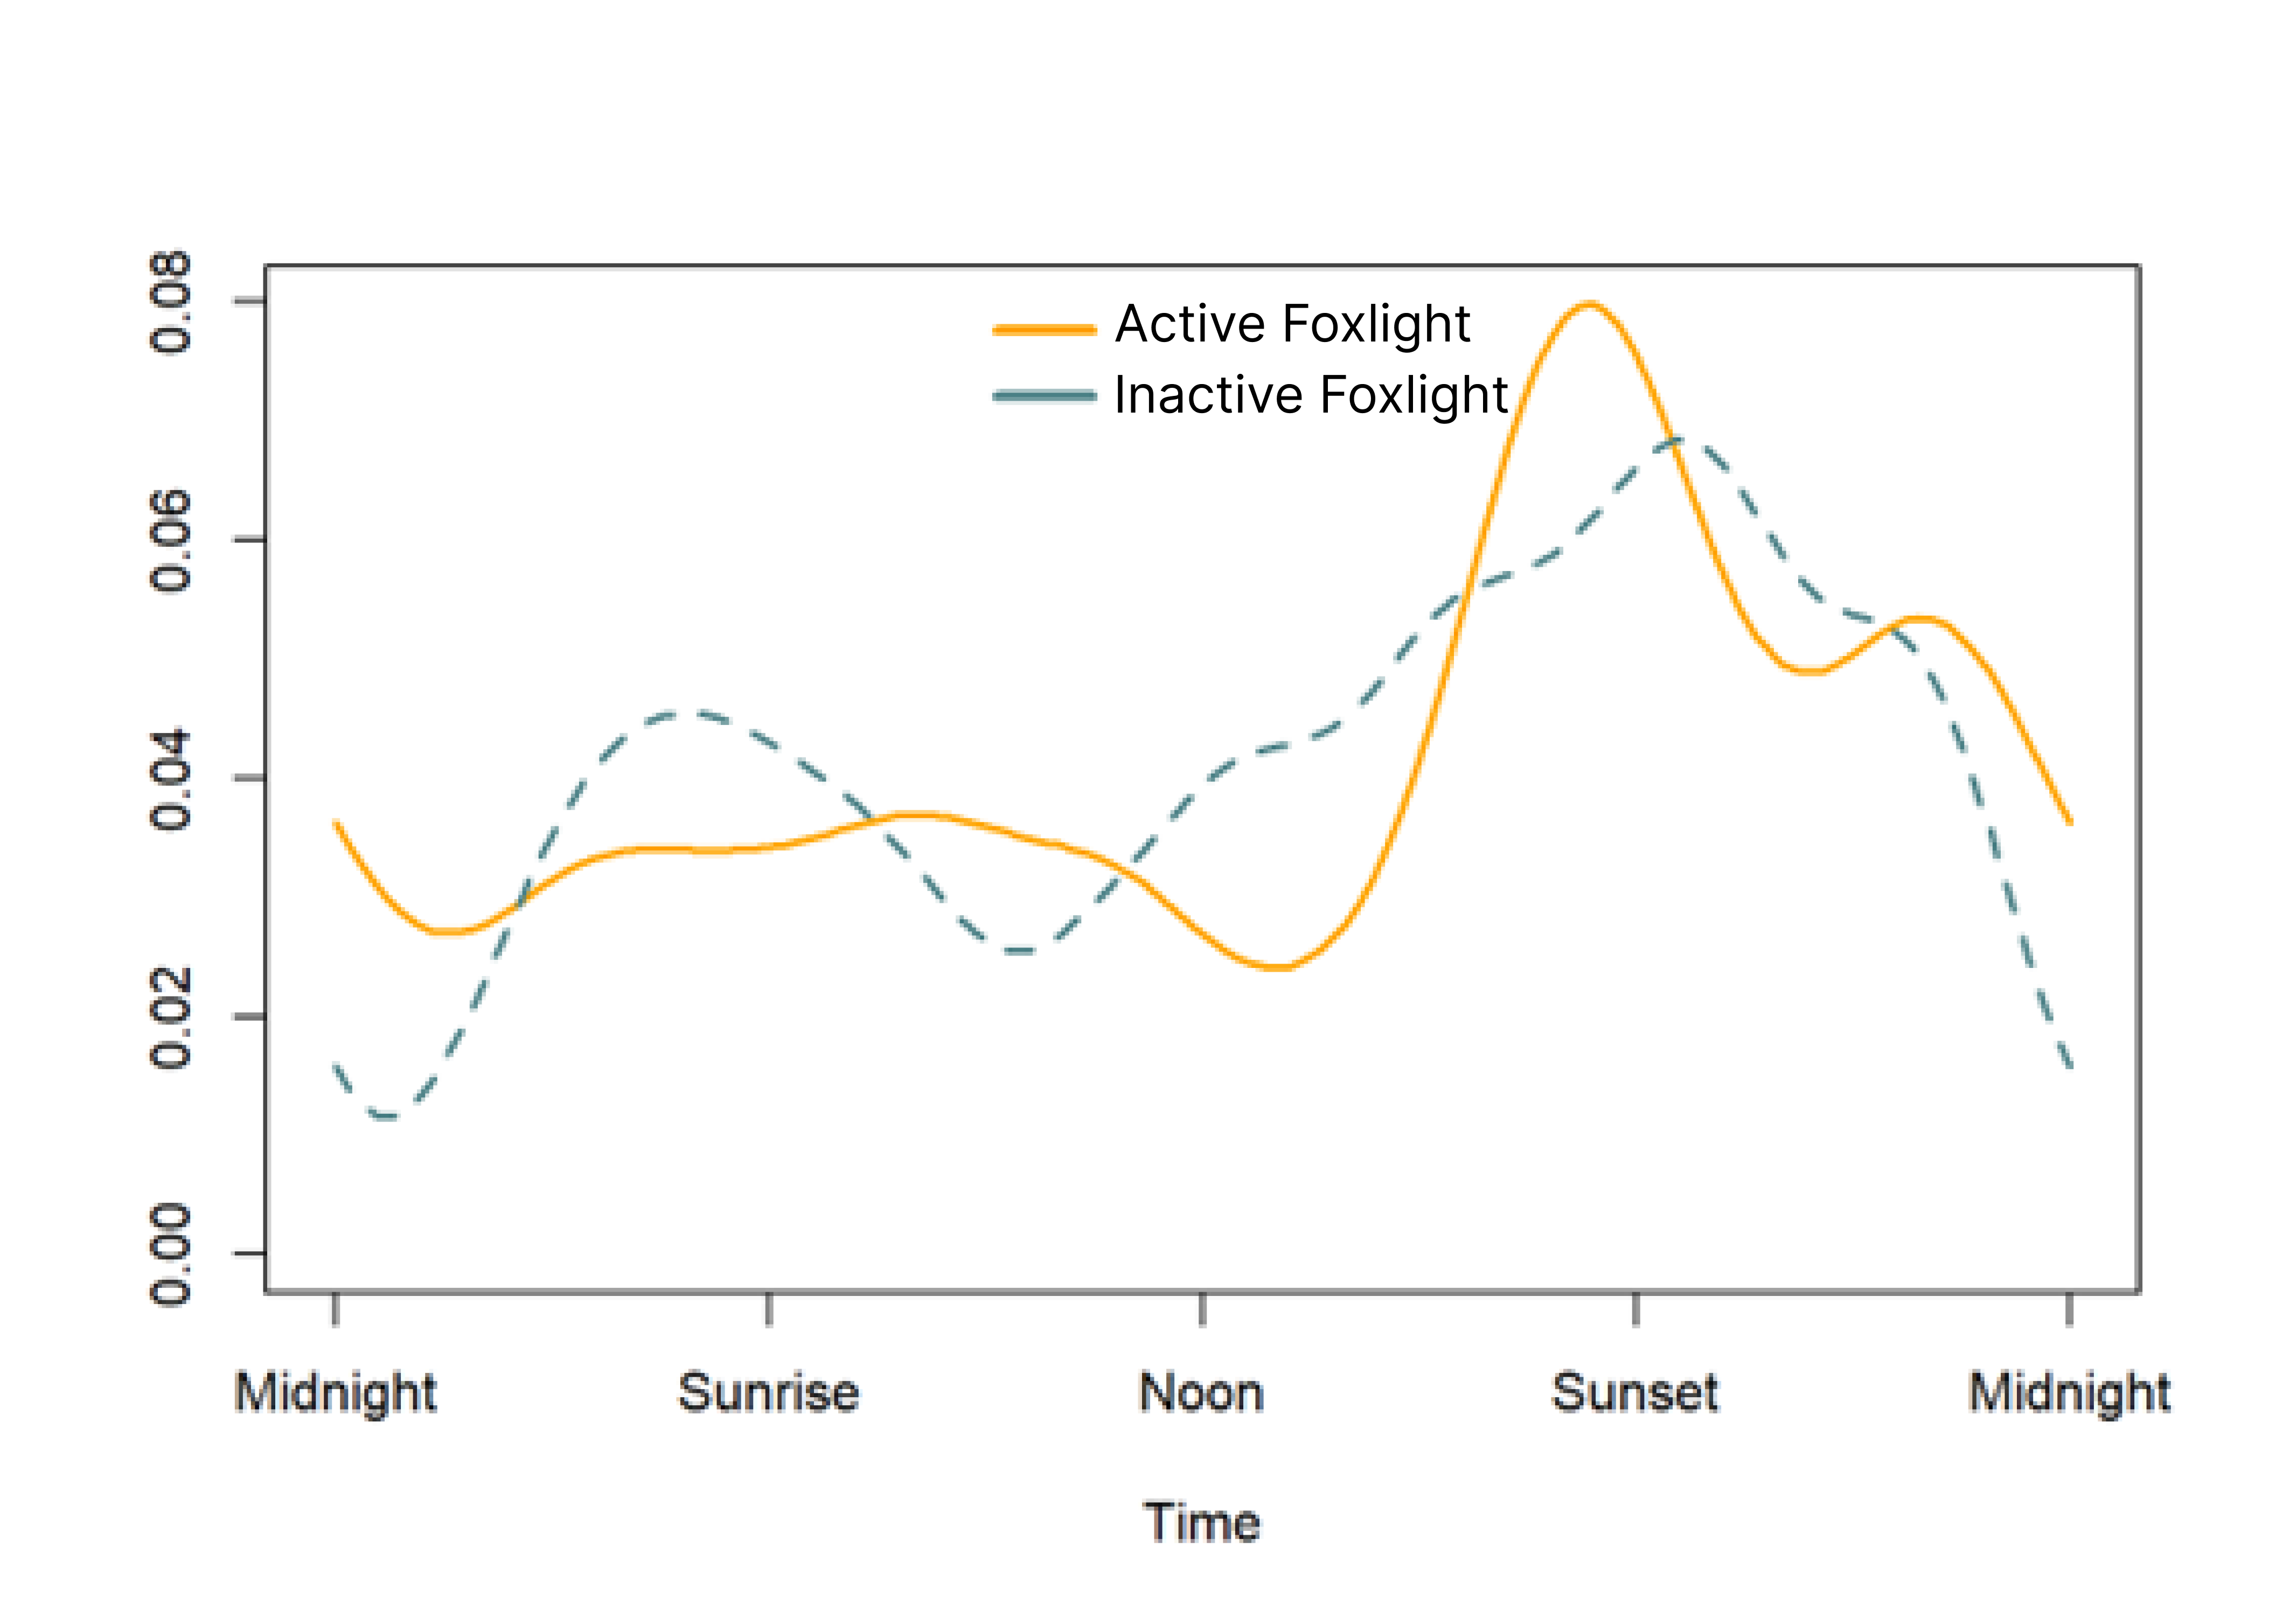 Active Foxlight
Inactive Foxlight
0.08
0.06
0.04
0.02
0.00
Midnight Sunrise Noon Sunset Midnight
Time